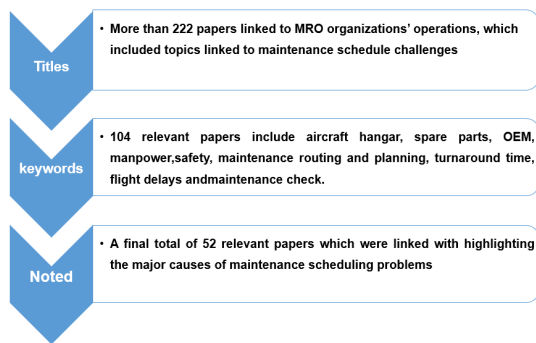 Titles
• More than 222 papers linked to MRO organizations' operations, which
included topics linked to maintenance schedule challenges
keywords
• 104 relevant papers include aircraft hangar, spare parts, OEM,
manpower,safety, maintenance routing and planning, turnaround time,
flight delays andmaintenance check.
Noted
• A final total of 52 relevant papers which were linked with highlighting
the major causes of maintenance scheduling problems